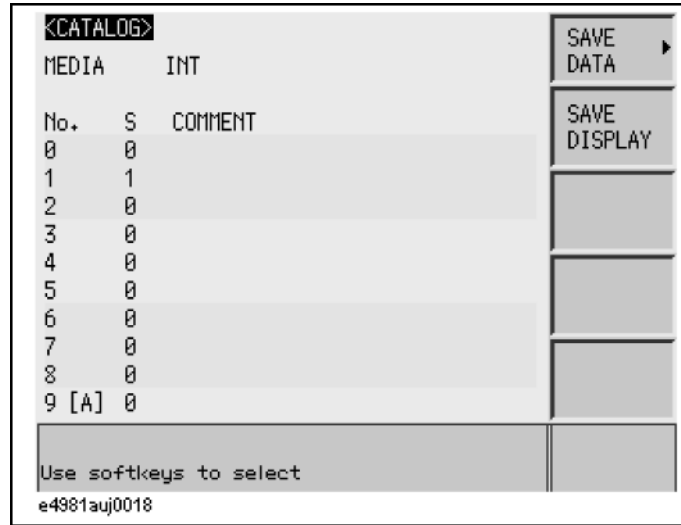 <CATALOG>
MEDIA INT
No. S COMMENT
0 0
1 1
2 0
3 0
4 0
5 0
6 0
7 0
8 0
9 [A] 0
SAVE
DATA
SAVE
DISPLAY
Use softkeys to select
e4981auj0018